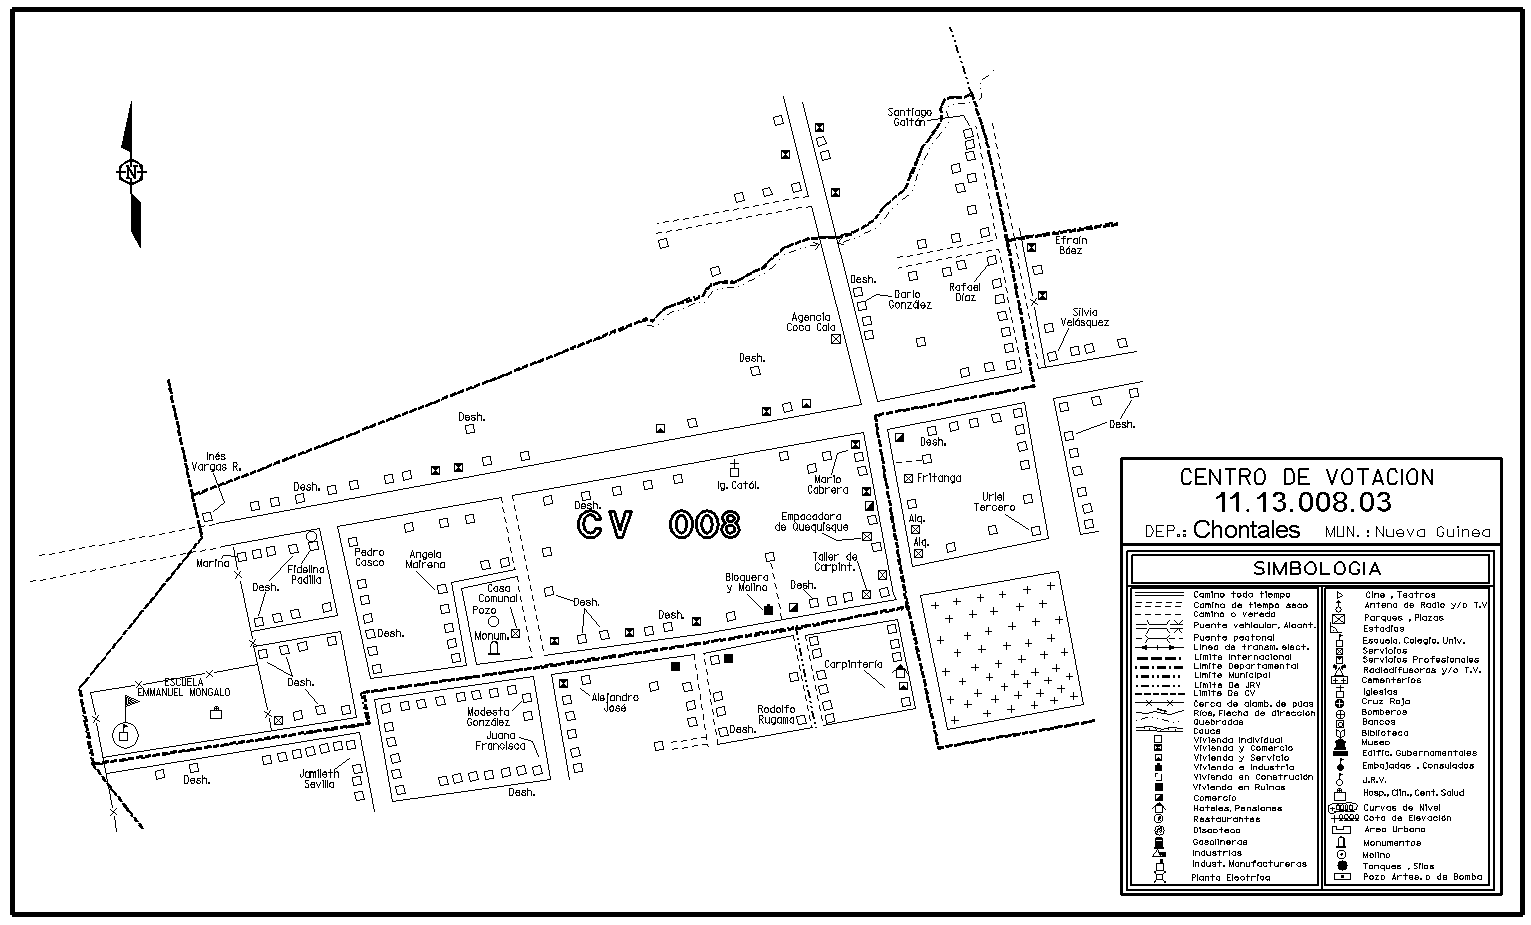 Santiago
Gaitán
N
Efraín
Báez
Desh.
Darlo
González
Rafael
Díaz
Agencia
Coca Cola
Silvia
Velásquez
Desh.
Desh.
Desh.
Inés
Vargas R.
Desh.
Desh.
Ig. Catól.
Mario
Cabrera
Desh.
Fritanga
Uriel
Tercero
Desh.
CV 008
Empacadora
de Quequisque
Alq.
Alq.
Marina
Fidelina
Padilla
Desh.
Pedro
Casco
Angela
Mairena
Taller de
Carpint.
Bloquera
y Molino
Desh.
Casa
Comunal
Pozo
Monum.
Desh.
Desh.
Desh.
Desh.
Carpintería
ESCUELA
EMMANUEL MONGALO
Alejandro
José
Modesta
González
Juana
Francisca
Rodolfo
Rugama
Desh.
Desh.
Jamileth
Sevilla
Desh.
CENTRO DE VOTACION
11.13.008.03
DEP.: Chontales MUN.: Nueva Guinea
SIMBOLOGIA
Camino todo tiempo
Camino de tiempo seco
Camino o vereda
Puente vehicular, Alcant.
Puente peatonal
Línea de transm. elect.
Límite Internacional
Límite Departamental
Límite Municipal
Límite De JRV
Límite De CV
Cerca de alamb. de púas
Ríos, Flecha de dirección
Quebradas
Cauce
Vivienda Individual
Vivienda y Comercio
Vivienda y Servicio
Vivienda e Industria
Vivienda en Construción
Vivienda en Ruinas
Comercio
Hoteles, Pensiones
Restaurantes
Discoteca
Gasolineras
Industrias
Indust. Manufactureras
Planta Electrica
Cine , Teatros
Antena de Radio y/o T.V
Parques , Plazas
Estadios
Escuela. Colegio. Univ.
Servicios
Servicios Profesionales
Radiodifusoras y/o T.V.
Cementerios
Iglesias
Cruz Roja
Bomberos
Bancos
Biblioteca
Museo
Edific. Gubernamentales
Embajadas , Consulados
J.R.V.
Hosp., Clín., Cent. Salud
Curvas de Nivel
Cota de Elevación
Area Urbana
Monumentos
Molino
Tanques , Silos
Pozo Artes. o de Bomba